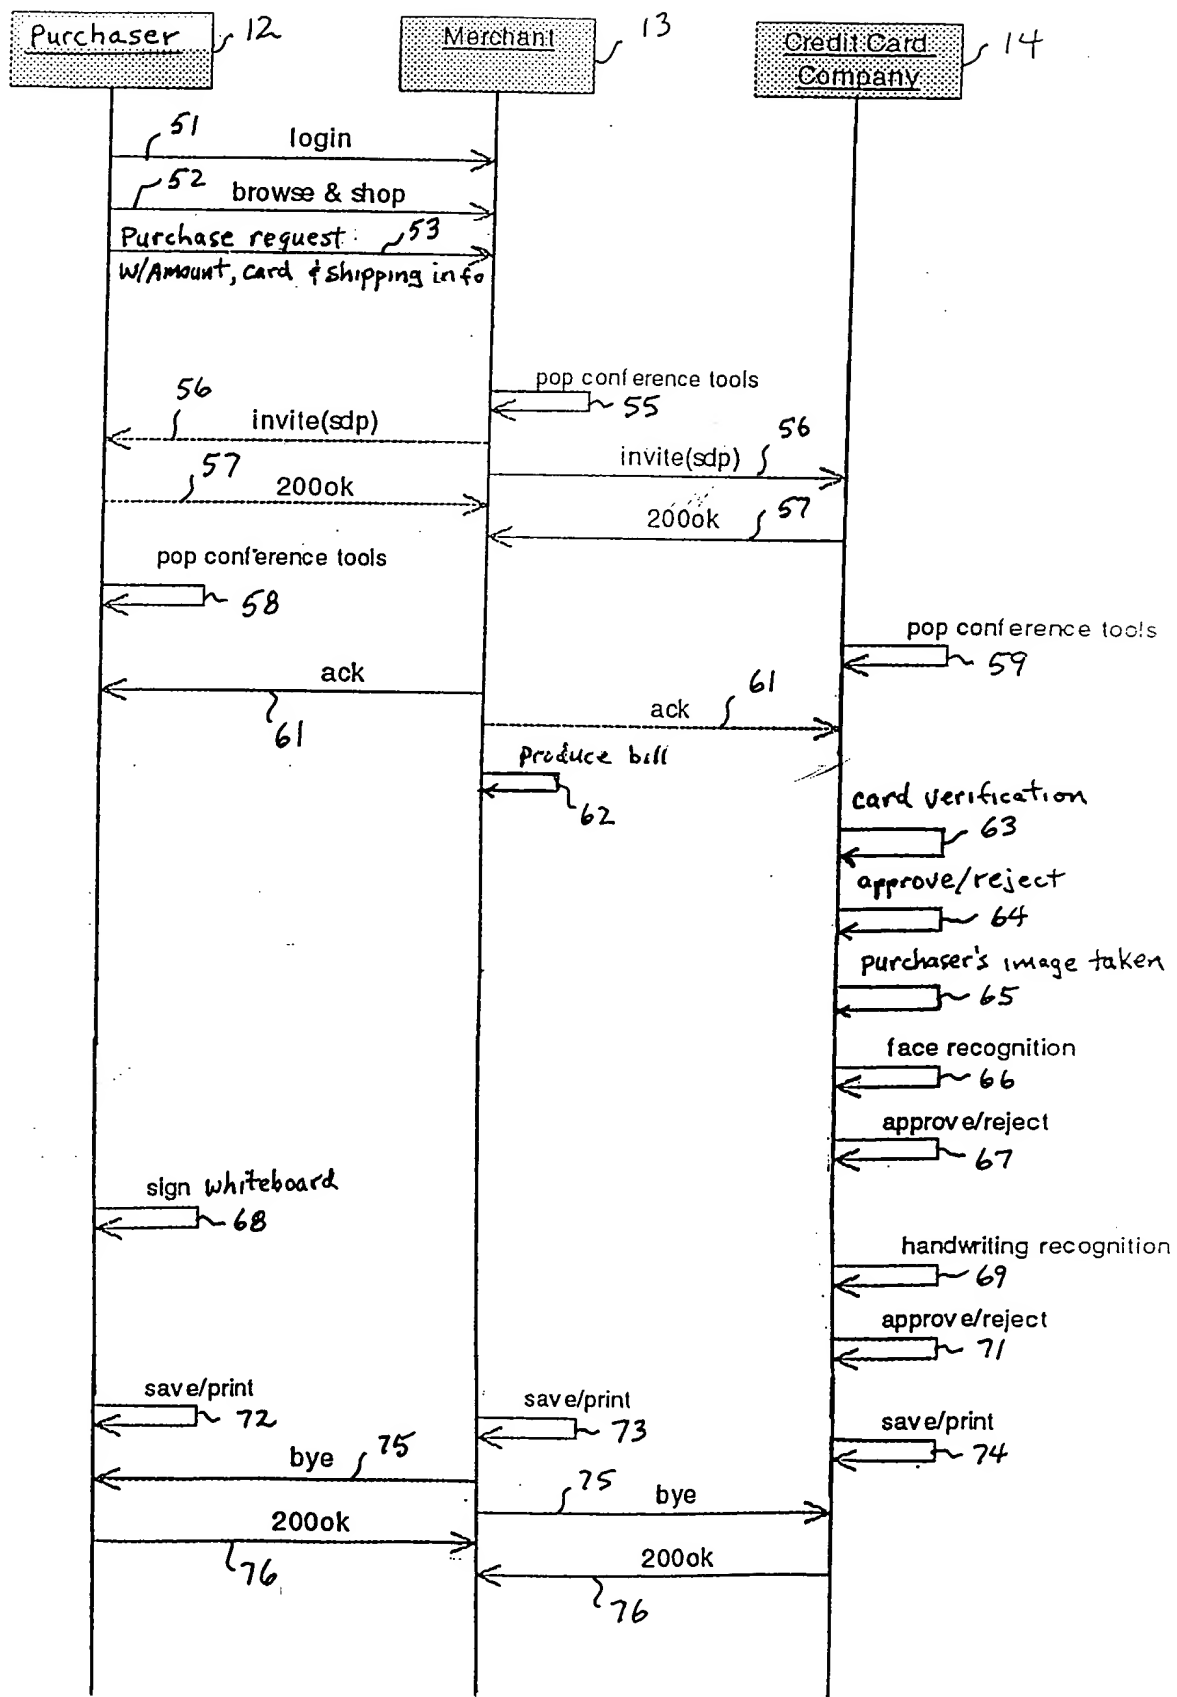 Purchaser 12
Merchant 13
Credit Card
Company
14
51
login
52
browse & shop
Purchase request 53
w/Amount, card & shipping info
pop conference tools
55
56
invite(sdp)
56
invite(sdp)
57
200ok
57
200ok
pop conference tools
58
pop conference tools
59
ack
61
61
ack
Produce bill
62
card verification
63
approve/reject
64
purchaser's image taken
65
face recognition
66
approve/reject
67
sign whiteboard
68
handwriting recognition
69
approve/reject
71
save/print
72
save/print
73
save/print
74
bye 75
75 bye
200ok
76
200ok
76